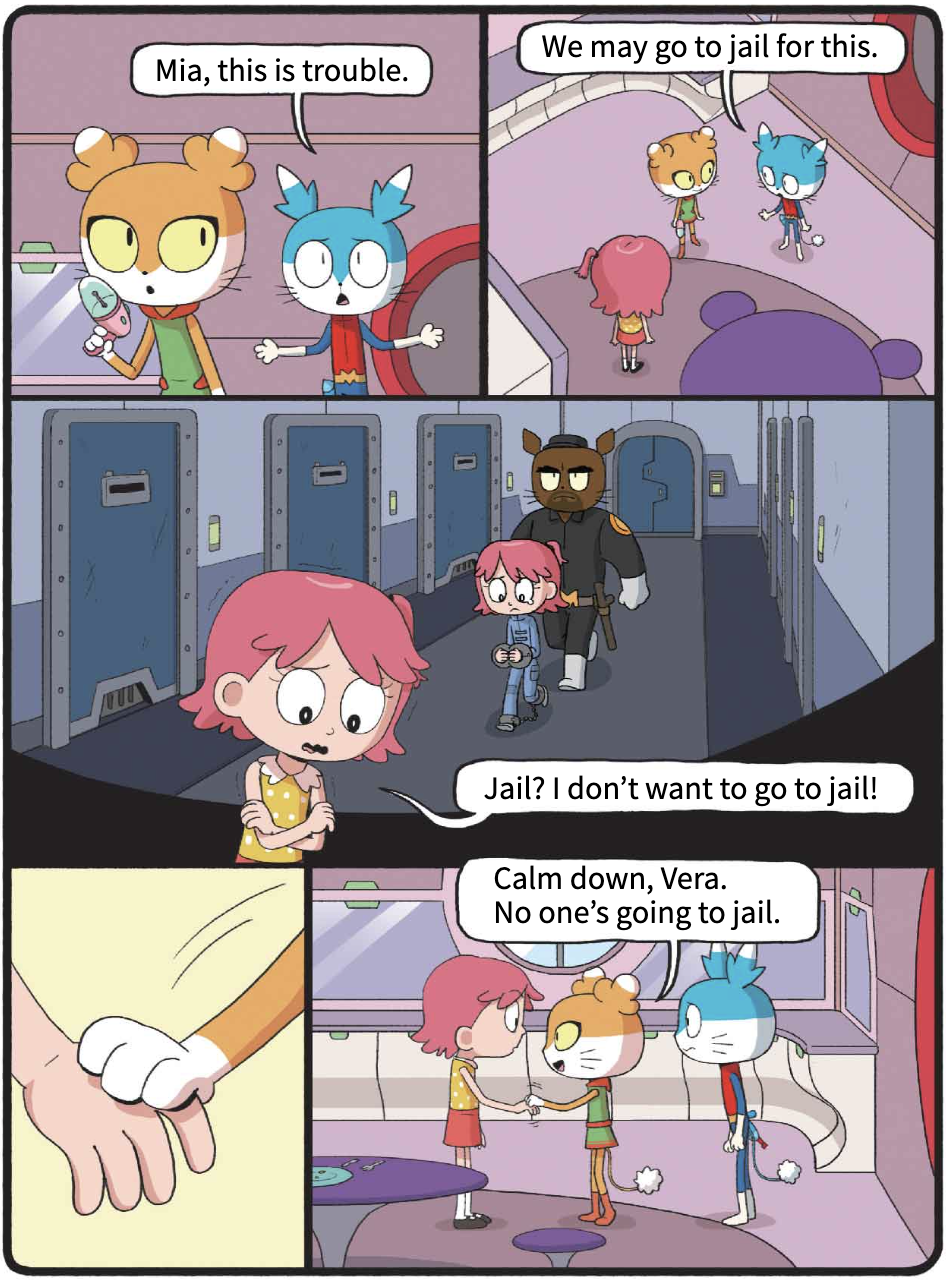 Mia, this is trouble.
We may go to jail for this.
Jail? I don't want to go to jail!
Calm down, Vera.
No one's going to jail.